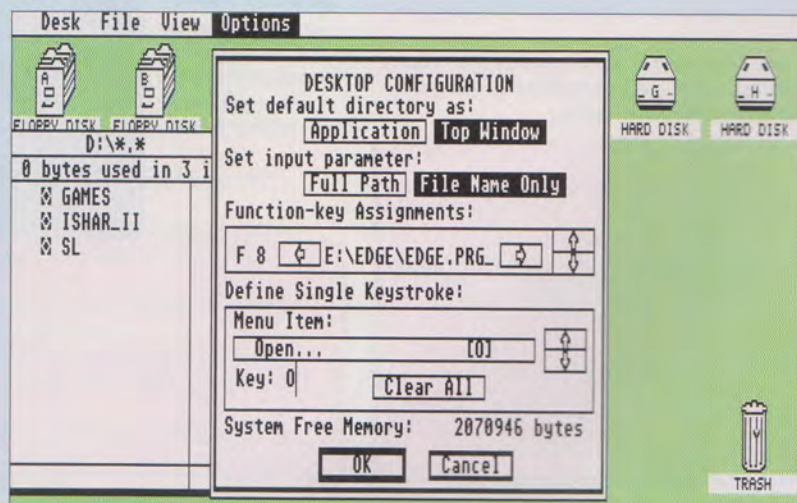 Desk File View Options
A
B
FLOPPY DISK
FLOPPY DISK
G
H
HARD DISK
HARD DISK
D:\*.*
0 bytes used in 3 i
GAMES
ISHAR_II
SL
DESKTOP CONFIGURATION
Set default directory as:
Application Top Window
Set input parameter:
Full Path File Name Only
Function-key Assignments:
F 8 E:\EDGE\EDGE.PRG_
Define Single Keystroke:
Menu Item:
Open... [O]
Key: O
Clear All
System Free Memory: 2070946 bytes
OK Cancel
TRASH